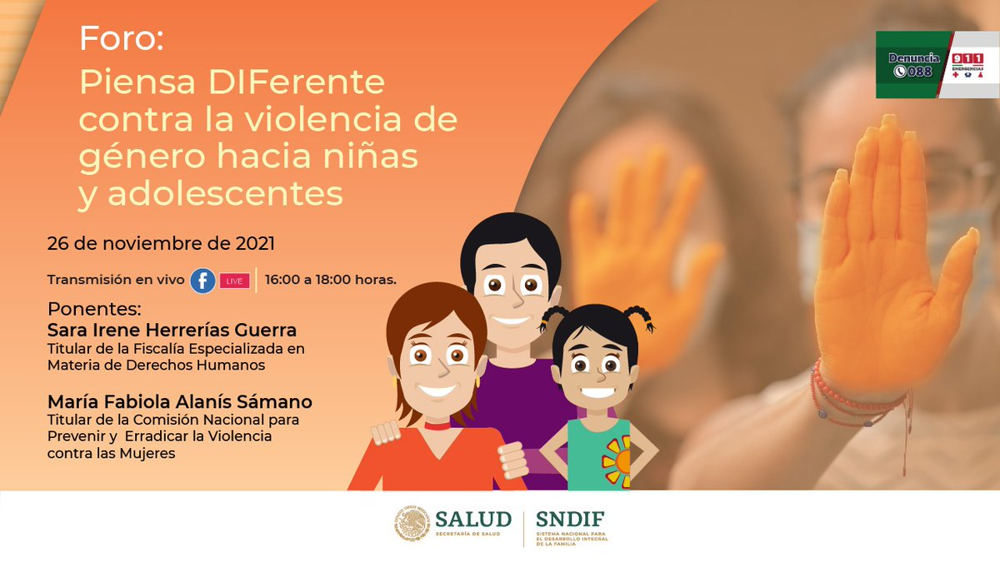 Foro:
Piensa DIFerente
contra la violencia de
género hacia niñas
y adolescentes
26 de noviembre de 2021
Transmisión en vivo f LIVE 16:00 a 18:00 horas.
Ponentes:
Sara Irene Herrerías Guerra
Titular de la Fiscalía Especializada en
Materia de Derechos Humanos
María Fabiola Alanís Sámano
Titular de la Comisión Nacional para
Prevenir y Erradicar la Violencia
contra las Mujeres
Denuncia
088
911
EMERGENCIAS
SALUD
SECRETARÍA DE SALUD
SNDIF
SISTEMA NACIONAL PARA
EL DESARROLLO INTEGRAL
DE LA FAMILIA